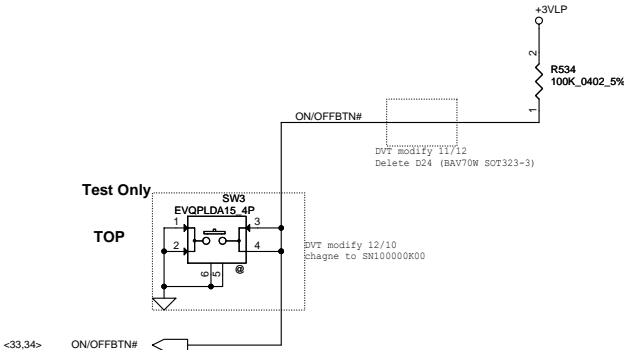 +3VLP
2
R534
100K_0402_5%
1
ON/OFFBTN#
DVT modify 11/12
Delete D24 (BAV70W SOT323-3)
Test Only
SW3
EVQPLDA15_4P
1
3
TOP
2
4
DVT modify 12/10
chagne to SN100000K00
6
5
@
<33,34> ON/OFFBTN#